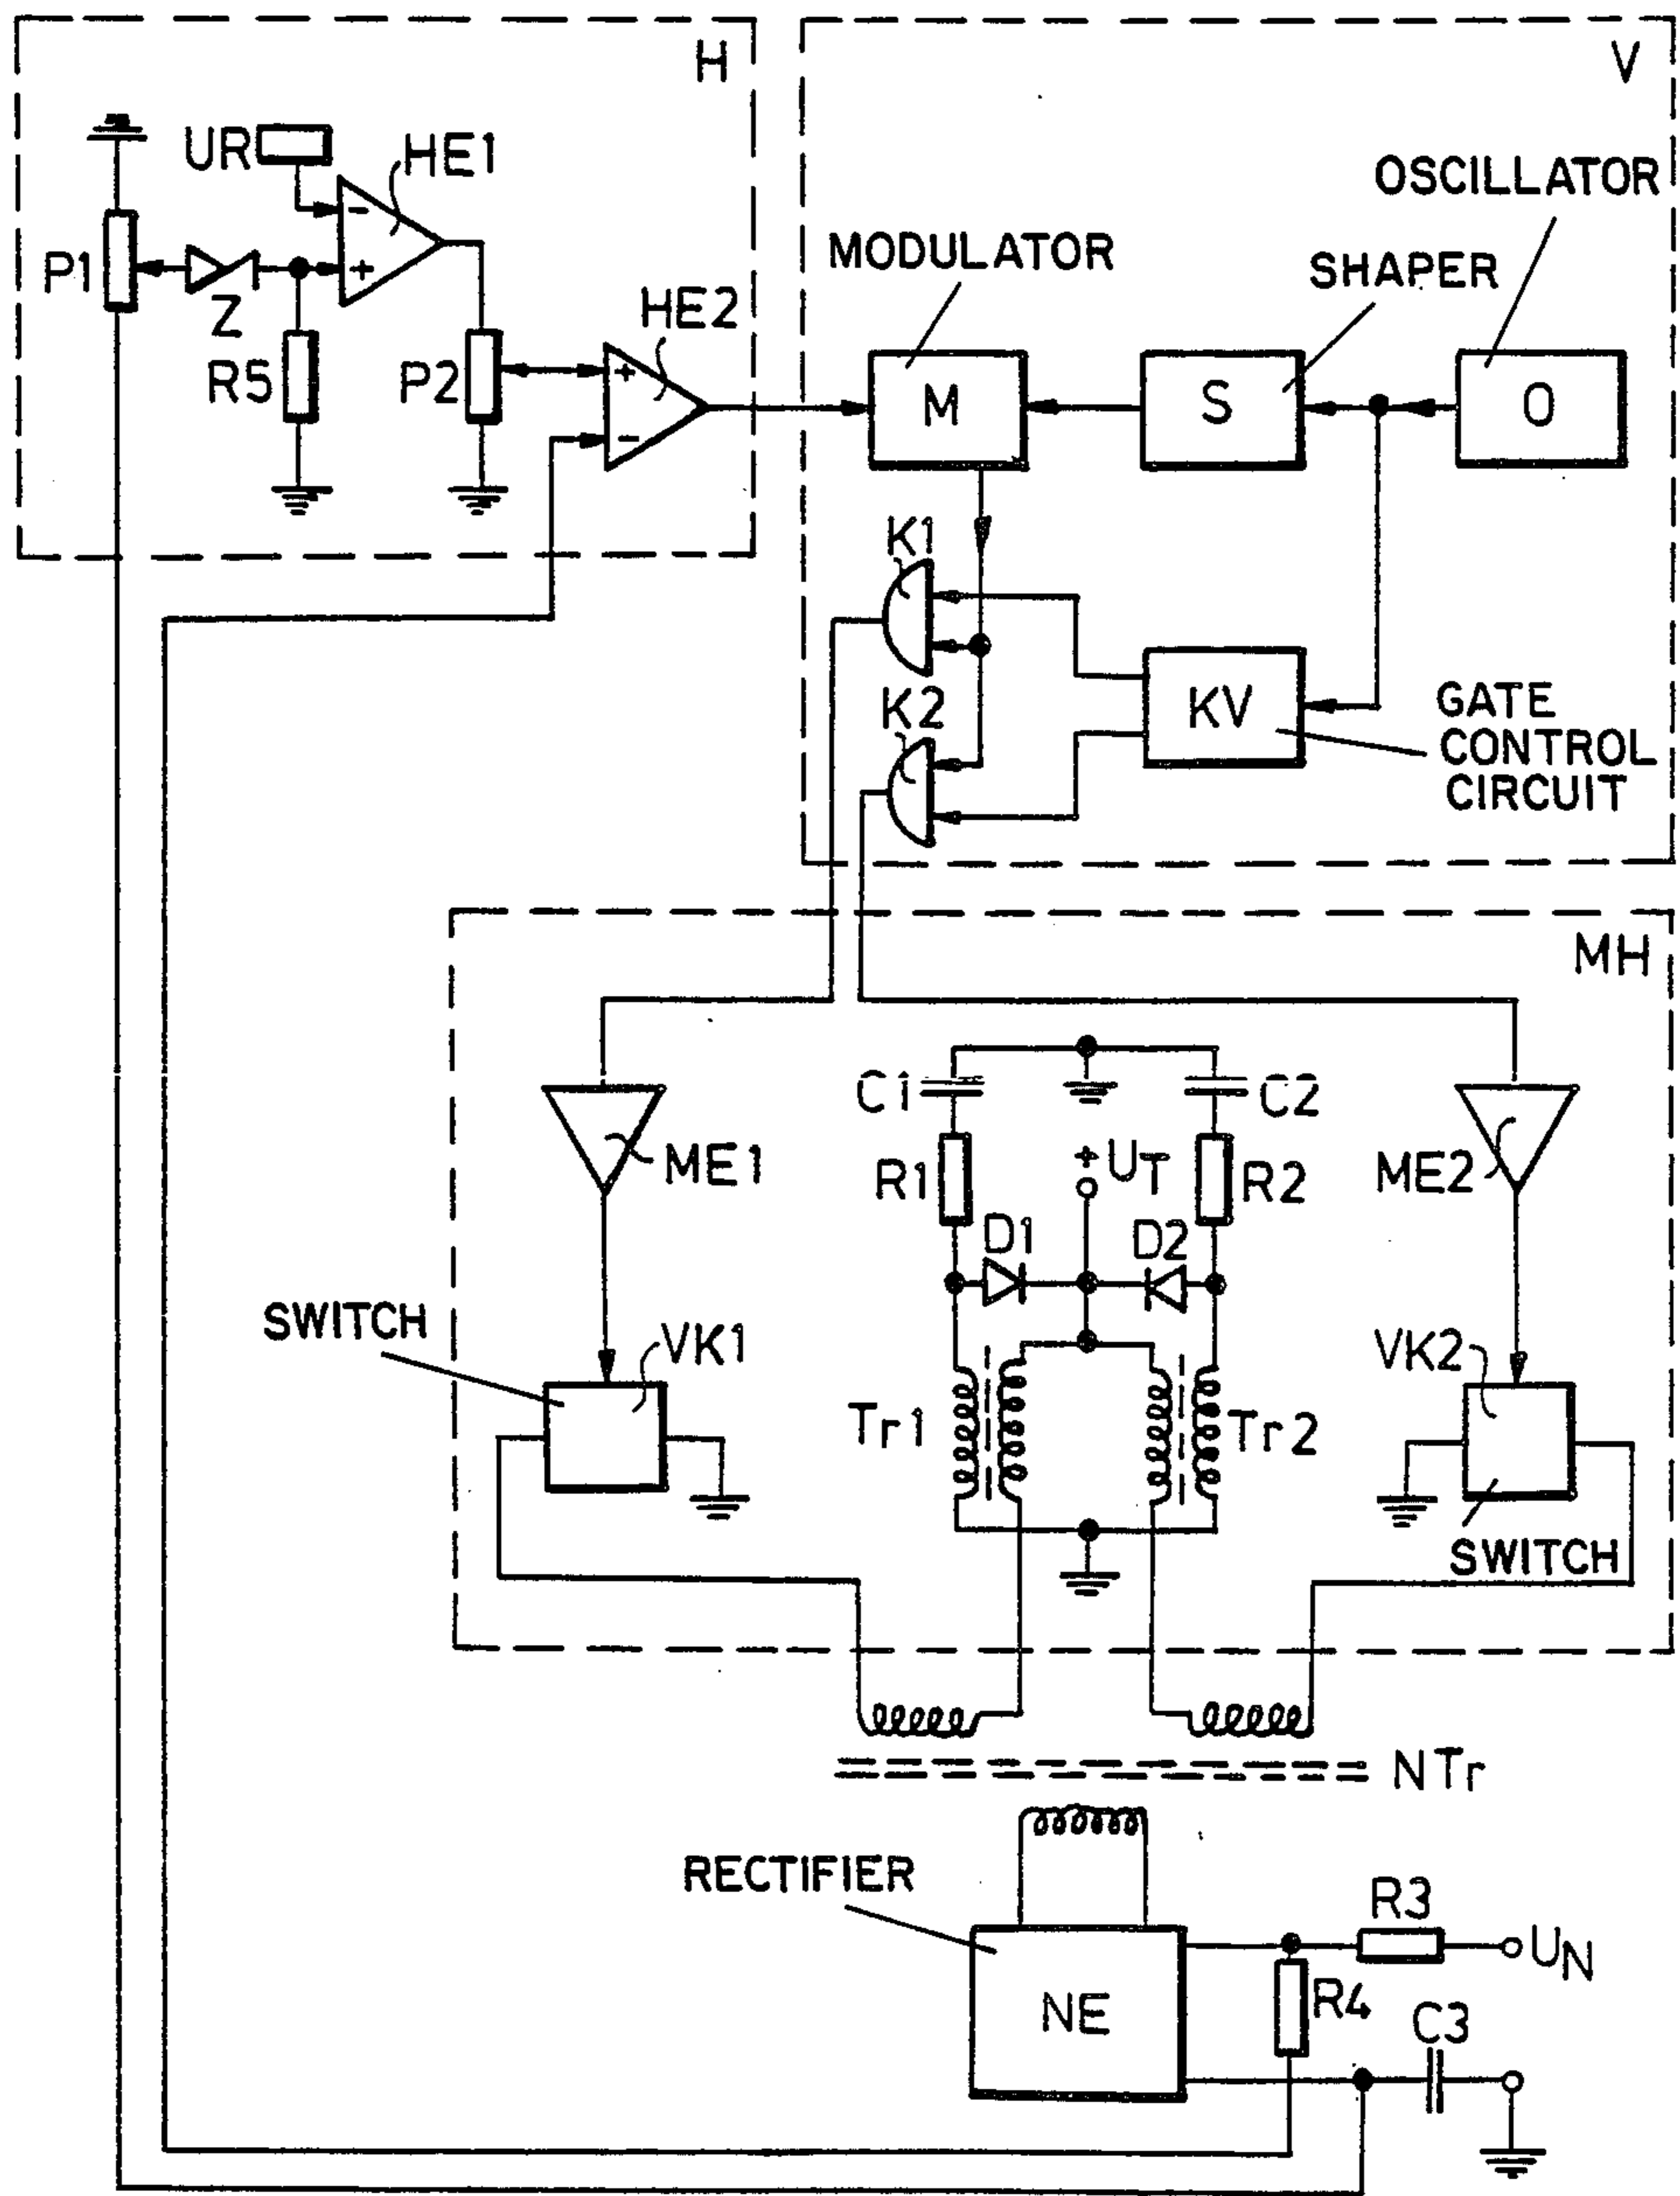 H
V
UR
HE1
-
+
P1
Z
R5
P2
HE2
+
-
OSCILLATOR
MODULATOR
SHAPER
M
S
O
K1
K2
KV
GATE
CONTROL
CIRCUIT
MH
C1
C2
ME1
R1
+UT
R2
ME2
D1
D2
SWITCH
VK1
VK2
Tr1
Tr2
SWITCH
NTr
RECTIFIER
R3
UN
NE
R4
C3